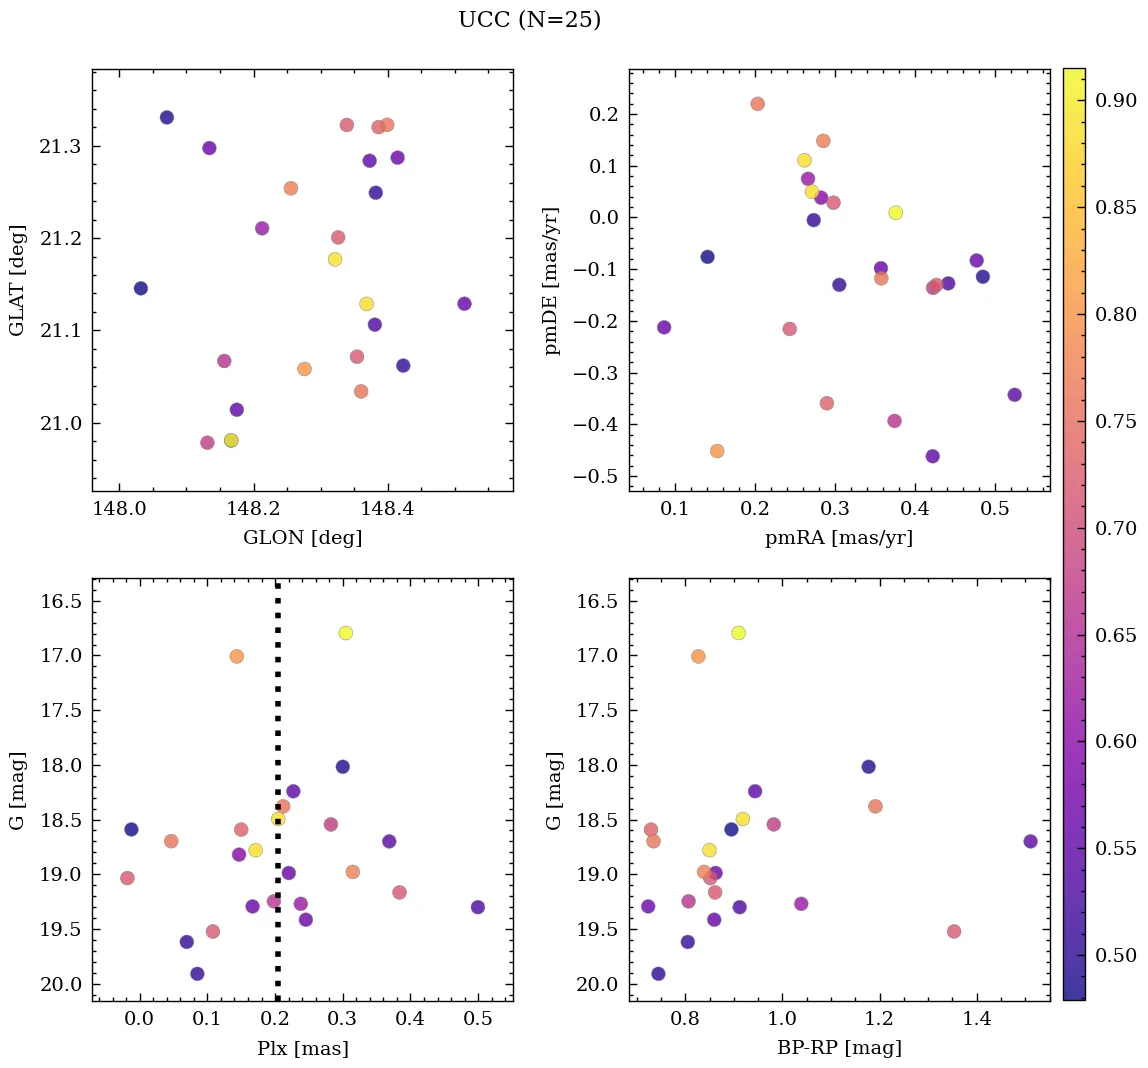 UCC (N=25)
21.3
21.2
21.1
21.0
GLAT [deg]
148.0 148.2 148.4
GLON [deg]
0.2
0.1
0.0
−0.1
−0.2
−0.3
−0.4
−0.5
pmDE [mas/yr]
0.1 0.2 0.3 0.4 0.5
pmRA [mas/yr]
16.5
17.0
17.5
18.0
18.5
19.0
19.5
20.0
G [mag]
0.0 0.1 0.2 0.3 0.4 0.5
Plx [mas]
16.5
17.0
17.5
18.0
18.5
19.0
19.5
20.0
G [mag]
0.8 1.0 1.2 1.4
BP-RP [mag]
0.90
0.85
0.80
0.75
0.70
0.65
0.60
0.55
0.50